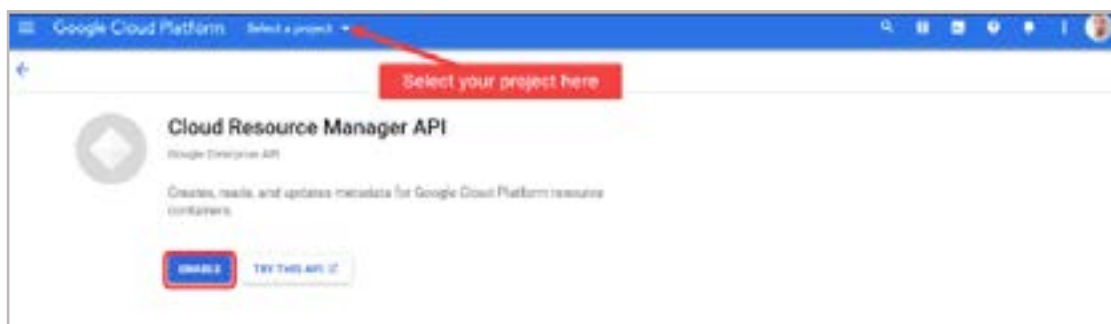 Google Cloud Platform Select a project
Select your project here
Cloud Resource Manager API
Google Enterprise API
Creates, reads, and updates metadata for Google Cloud Platform resource
containers.
ENABLE TRY THIS API